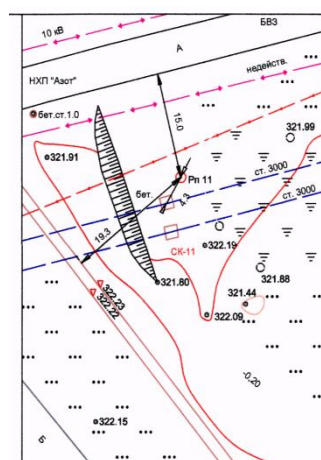 10 кВ
БВЗ
А
НХП "Азот"
недейств.
бет.ст.1.0
15.0
321.99
321.91
Рп 11
ст. 3000
бет.
4.3
ст. 3000
19.3
322.19
СК-11
321.88
321.80
321.44
322.23
322.22
322.09
-0,20
322.15
Б